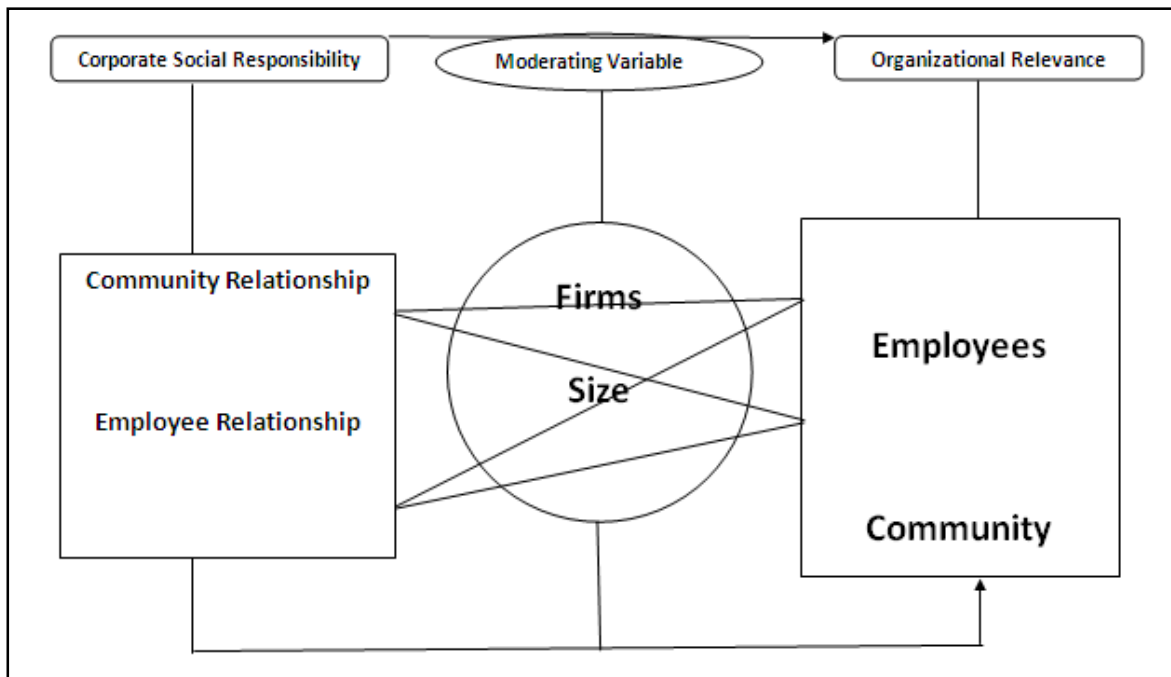 Corporate Social Responsibility
Moderating Variable
Organizational Relevance
Community Relationship
Employee Relationship
Firms
Size
Employees
Community